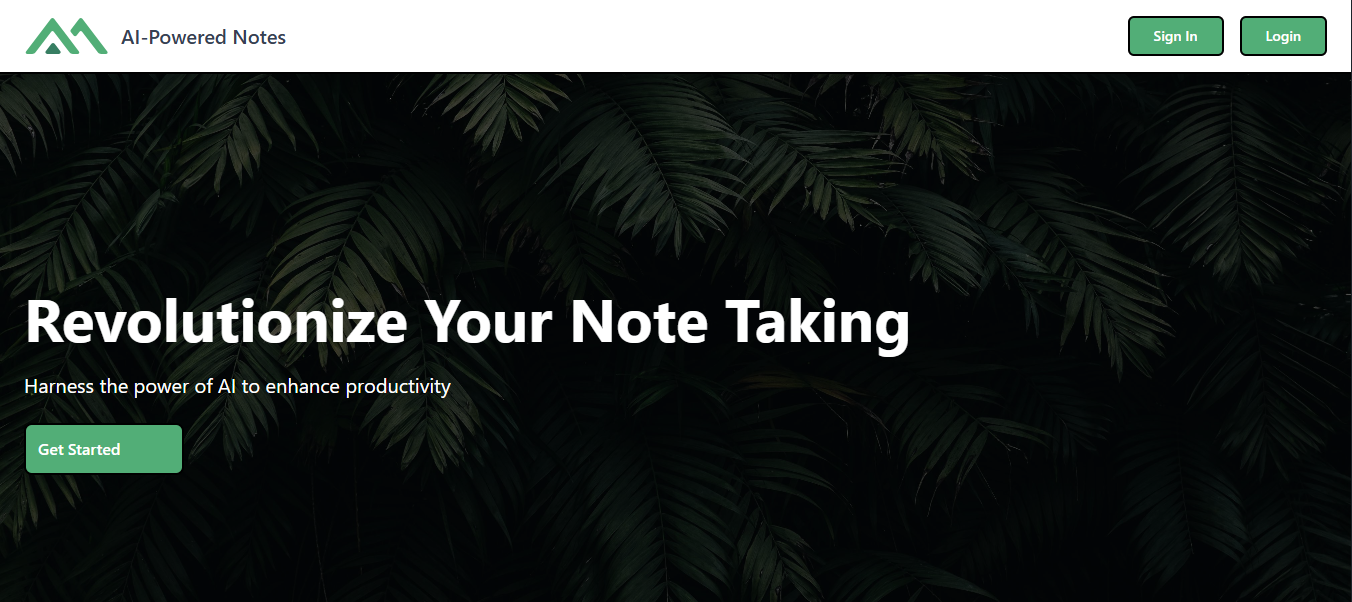 AI-Powered Notes
Sign In
Login
Revolutionize Your Note Taking
Harness the power of AI to enhance productivity
Get Started